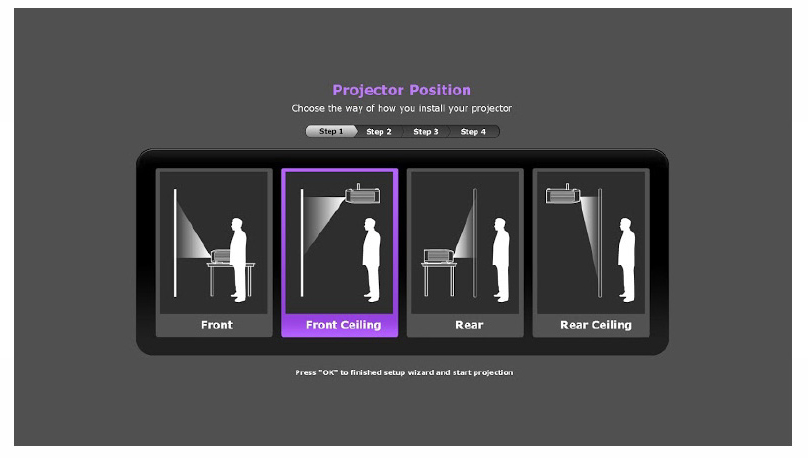 Projector Position
Choose the way of how you install your projector
Step 1 Step 2 Step 3 Step 4
Front Front Ceiling Rear Rear Ceiling
Press "OK" to finished setup wizard and start projection